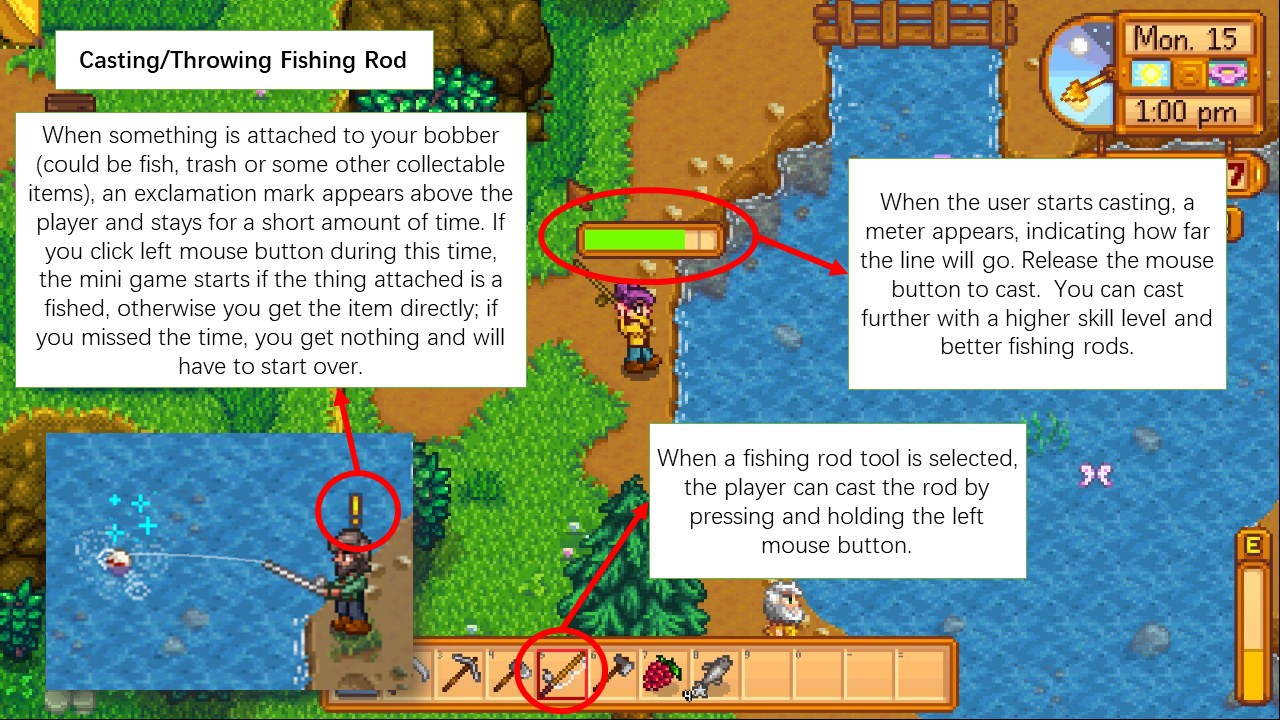 Casting/Throwing Fishing Rod
When something is attached to your bobber
(could be fish, trash or some other collectable
items), an exclamation mark appears above the
player and stays for a short amount of time. If
you click left mouse button during this time,
the mini game starts if the thing attached is a
fished, otherwise you get the item directly; if
you missed the time, you get nothing and will
have to start over.
Mon. 15
1:00 pm
7
When the user starts casting, a
meter appears, indicating how far
the line will go. Release the mouse
button to cast.  You can cast
further with a higher skill level and
better fishing rods.
When a fishing rod tool is selected,
the player can cast the rod by
pressing and holding the left
mouse button.
!
E
3 4 5 6 7 8 9 0 - =
4